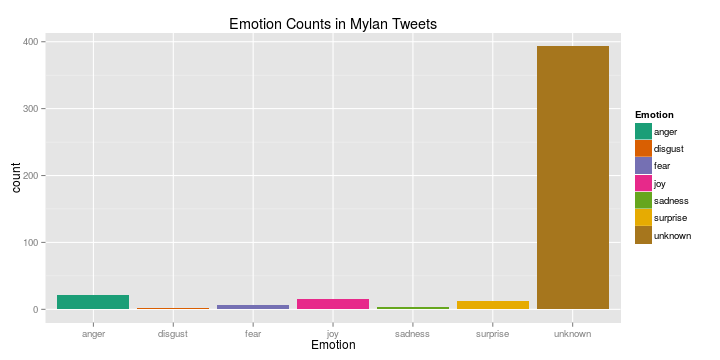 Emotion Counts in Mylan Tweets
400
300
200
100
0
count
anger disgust fear joy sadness surprise unknown
Emotion
Emotion
anger
disgust
fear
joy
sadness
surprise
unknown